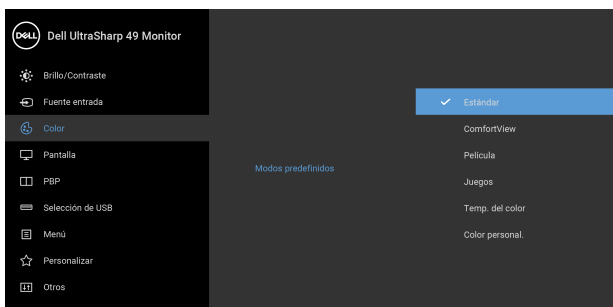 DELL Dell UltraSharp 49 Monitor
Brillo/Contraste
Fuente entrada
Color
Pantalla
PBP
Selección de USB
Menú
Personalizar
Otros
Modos predefinidos
Estándar
ComfortView
Película
Juegos
Temp. del color
Color personal.